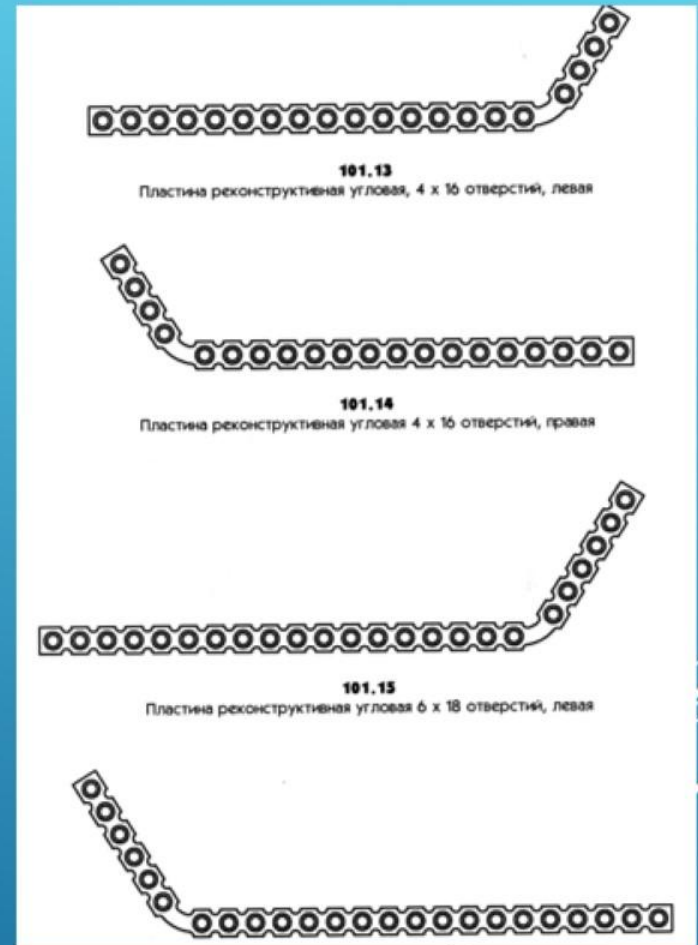 101.13
Пластина реконструктивная угловая, 4 х 16 отверстий, левая
101.14
Пластина реконструктивная угловая 4 х 16 отверстий, правая
101.15
Пластина реконструктивная угловая 6 х 18 отверстий, левая